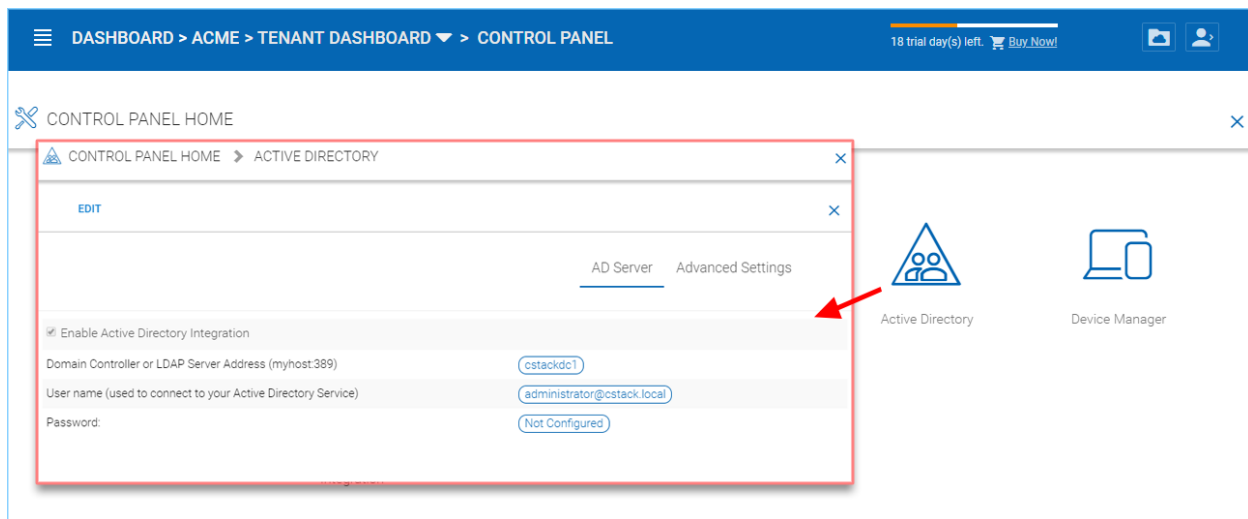 DASHBOARD > ACME > TENANT DASHBOARD > CONTROL PANEL
18 trial day(s) left. Buy Now!
CONTROL PANEL HOME
CONTROL PANEL HOME > ACTIVE DIRECTORY
EDIT
AD Server Advanced Settings
Enable Active Directory Integration
Domain Controller or LDAP Server Address (myhost:389) cstackdc1
User name (used to connect to your Active Directory Service) administrator@cstack.local
Password: Not Configured
Active Directory Device Manager
Integration